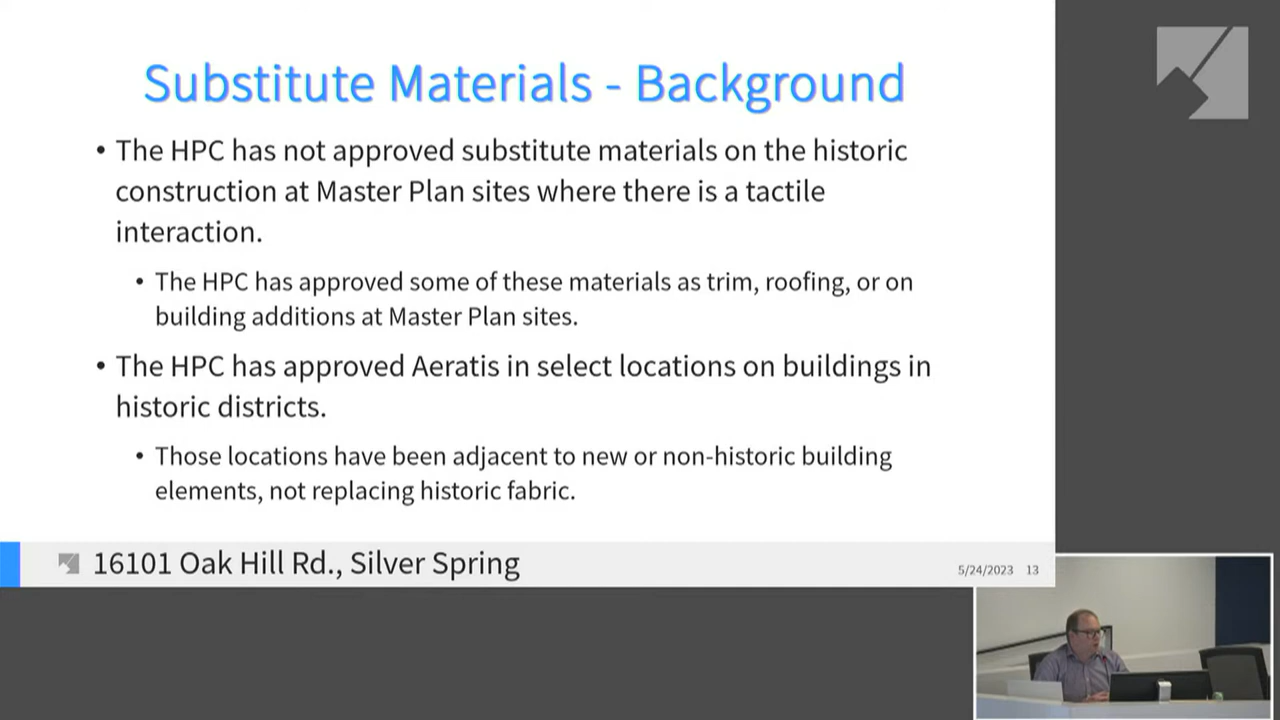 Substitute Materials - Background
• The HPC has not approved substitute materials on the historic
construction at Master Plan sites where there is a tactile
interaction.
• The HPC has approved some of these materials as trim, roofing, or on
building additions at Master Plan sites.
• The HPC has approved Aeratis in select locations on buildings in
historic districts.
• Those locations have been adjacent to new or non-historic building
elements, not replacing historic fabric.
16101 Oak Hill Rd., Silver Spring
5/24/2023 13